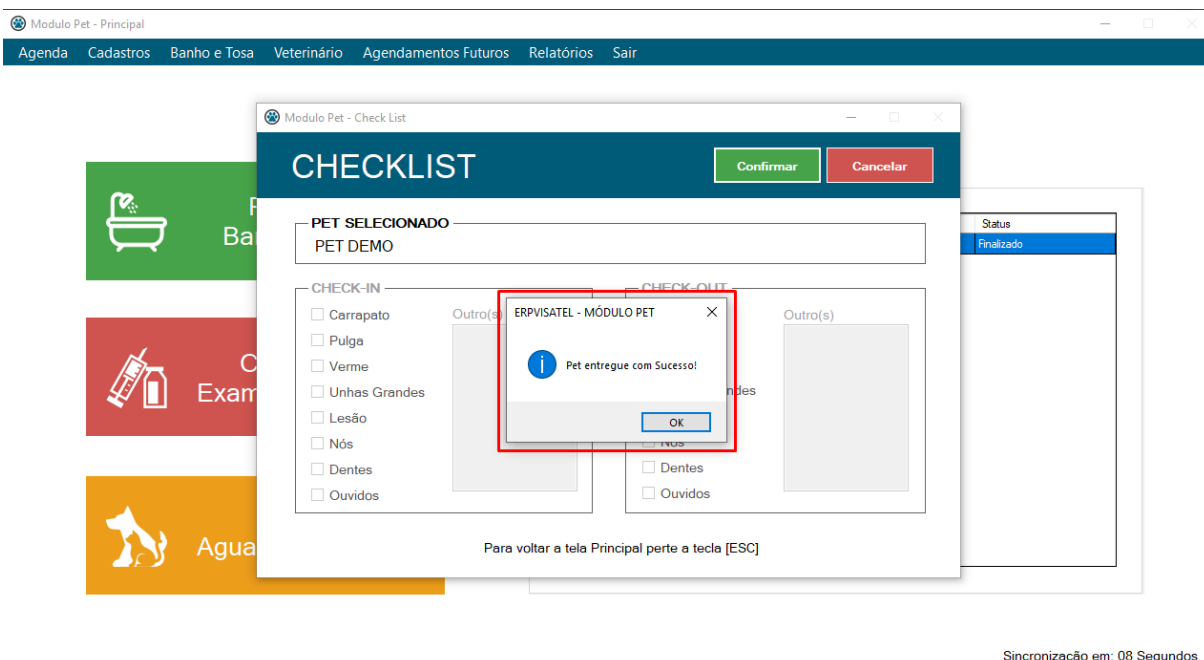 Modulo Pet - Principal
Agenda Cadastros Banho e Tosa Veterinário Agendamentos Futuros Relatórios Sair
Modulo Pet - Check List
CHECKLIST
Confirmar Cancelar
PET SELECIONADO
PET DEMO
Status
Finalizado
CHECK-IN
Carrapato
Pulga
Verme
Unhas Grandes
Lesão
Nós
Dentes
Ouvidos
Outro(s)
CHECK-OUT
Nós
Dentes
Ouvidos
Outro(s)
ERPVISATEL - MÓDULO PET
Pet entregue com Sucesso!
OK
Para voltar a tela Principal perte a tecla [ESC]
Sincronização em: 08 Segundos